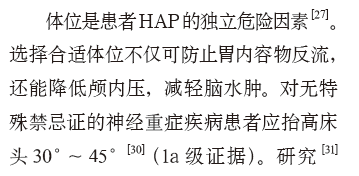 体位是患者HAP的独立危险因素[27]。
选择合适体位不仅可防止胃内容物反流，
还能降低颅内压，减轻脑水肿。对无特
殊禁忌证的神经重症疾病患者应抬高床
头30°～45°[30]（1a级证据）。研究[31]